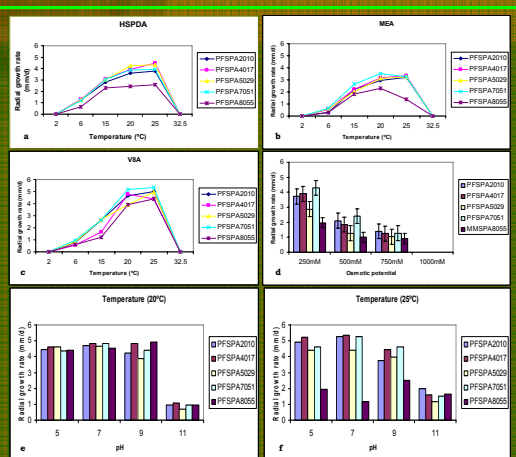 HSPDA
Radial growth rate (mm/d)
6
5
4
3
2
1
0
2 6 15 20 25 32.5
Temperature (ºC)
a
PFSPA2010
PFSPA4017
PFSPA5029
PFSPA7051
PFSPA8055
MEA
Radial growth rate (mm/d)
6
5
4
3
2
1
0
2 6 15 20 25 32.5
Temperature (ºC)
b
PFSPA2010
PFSPA4017
PFSPA5029
PFSPA7051
PFSPA8055
V8A
Radial growth rate (mm/d)
6
5
4
3
2
1
0
2 6 15 20 25 32.5
Temperature (ºC)
c
PFSPA2010
PFSPA4017
PFSPA5029
PFSPA7051
PFSPA8055
Radial growth rate (mm/d)
6
5
4
3
2
1
0
250mM 500mM 750mM 1000mM
Osmotic potential
d
PFSPA2010
PFSPA4017
PFSPA5029
PFSPA7051
MMSPA8055
Temperature (20ºC)
Radial growth rate (mm/d)
6
5
4
3
2
1
0
5 7 9 11
e pH
PFSPA2010
PFSPA4017
PFSPA5029
PFSPA7051
PFSPA8055
Temperature (25ºC)
Radial growth rate (mm/d)
6
5
4
3
2
1
0
5 7 9 11
f pH
PFSPA2010
PFSPA4017
PFSPA5029
PFSPA7051
PFSPA8055